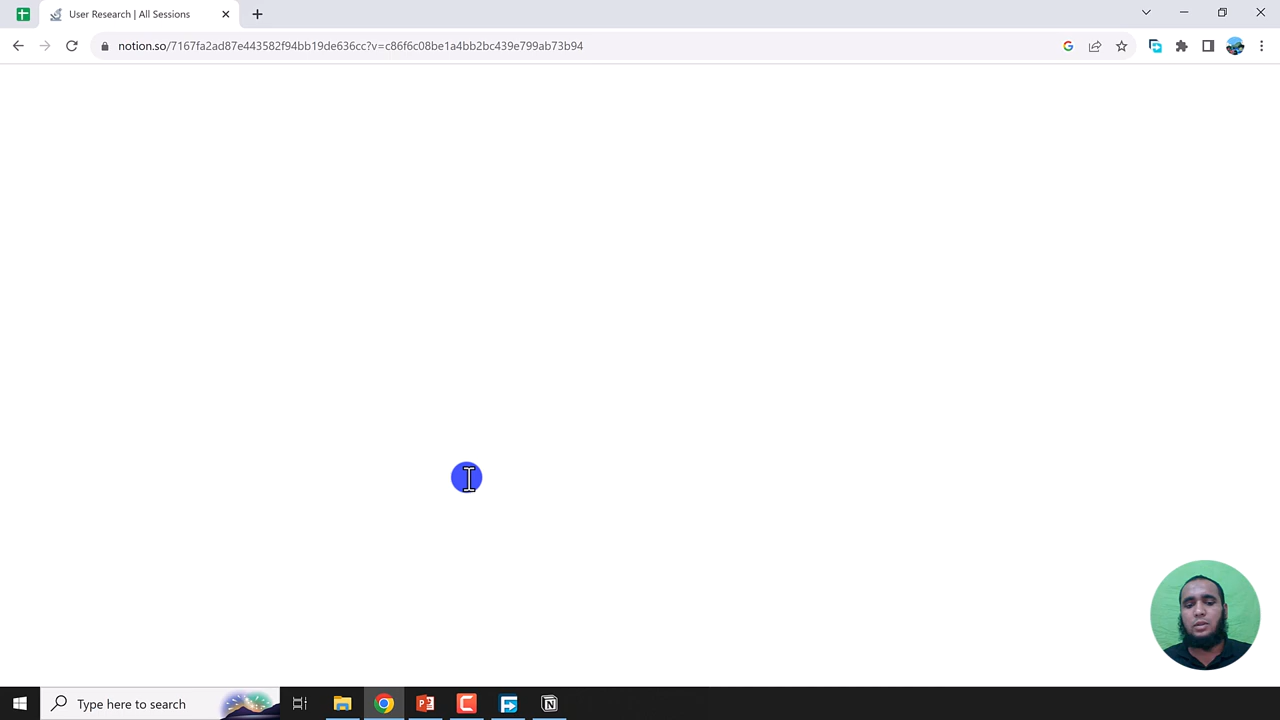 User Research | All Sessions
notion.so/7167fa2ad87e443582f94bb19de636cc?v=c86f6c08be1a4bb2bc439e799ab73b94
Type here to search